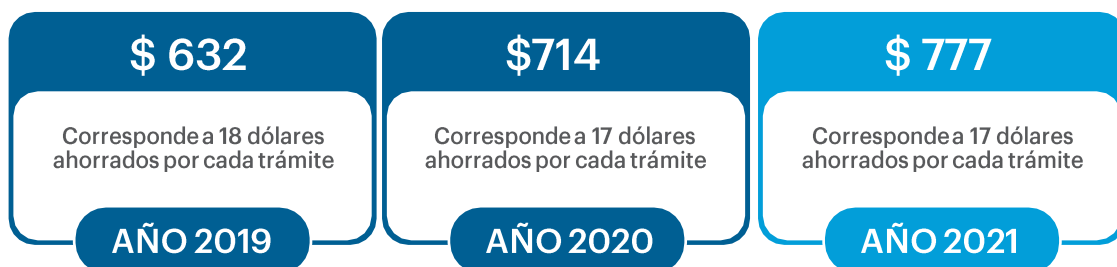 $ 632
Corresponde a 18 dólares
ahorrados por cada trámite
AÑO 2019
$714
Corresponde a 17 dólares
ahorrados por cada trámite
AÑO 2020
$ 777
Corresponde a 17 dólares
ahorrados por cada trámite
AÑO 2021